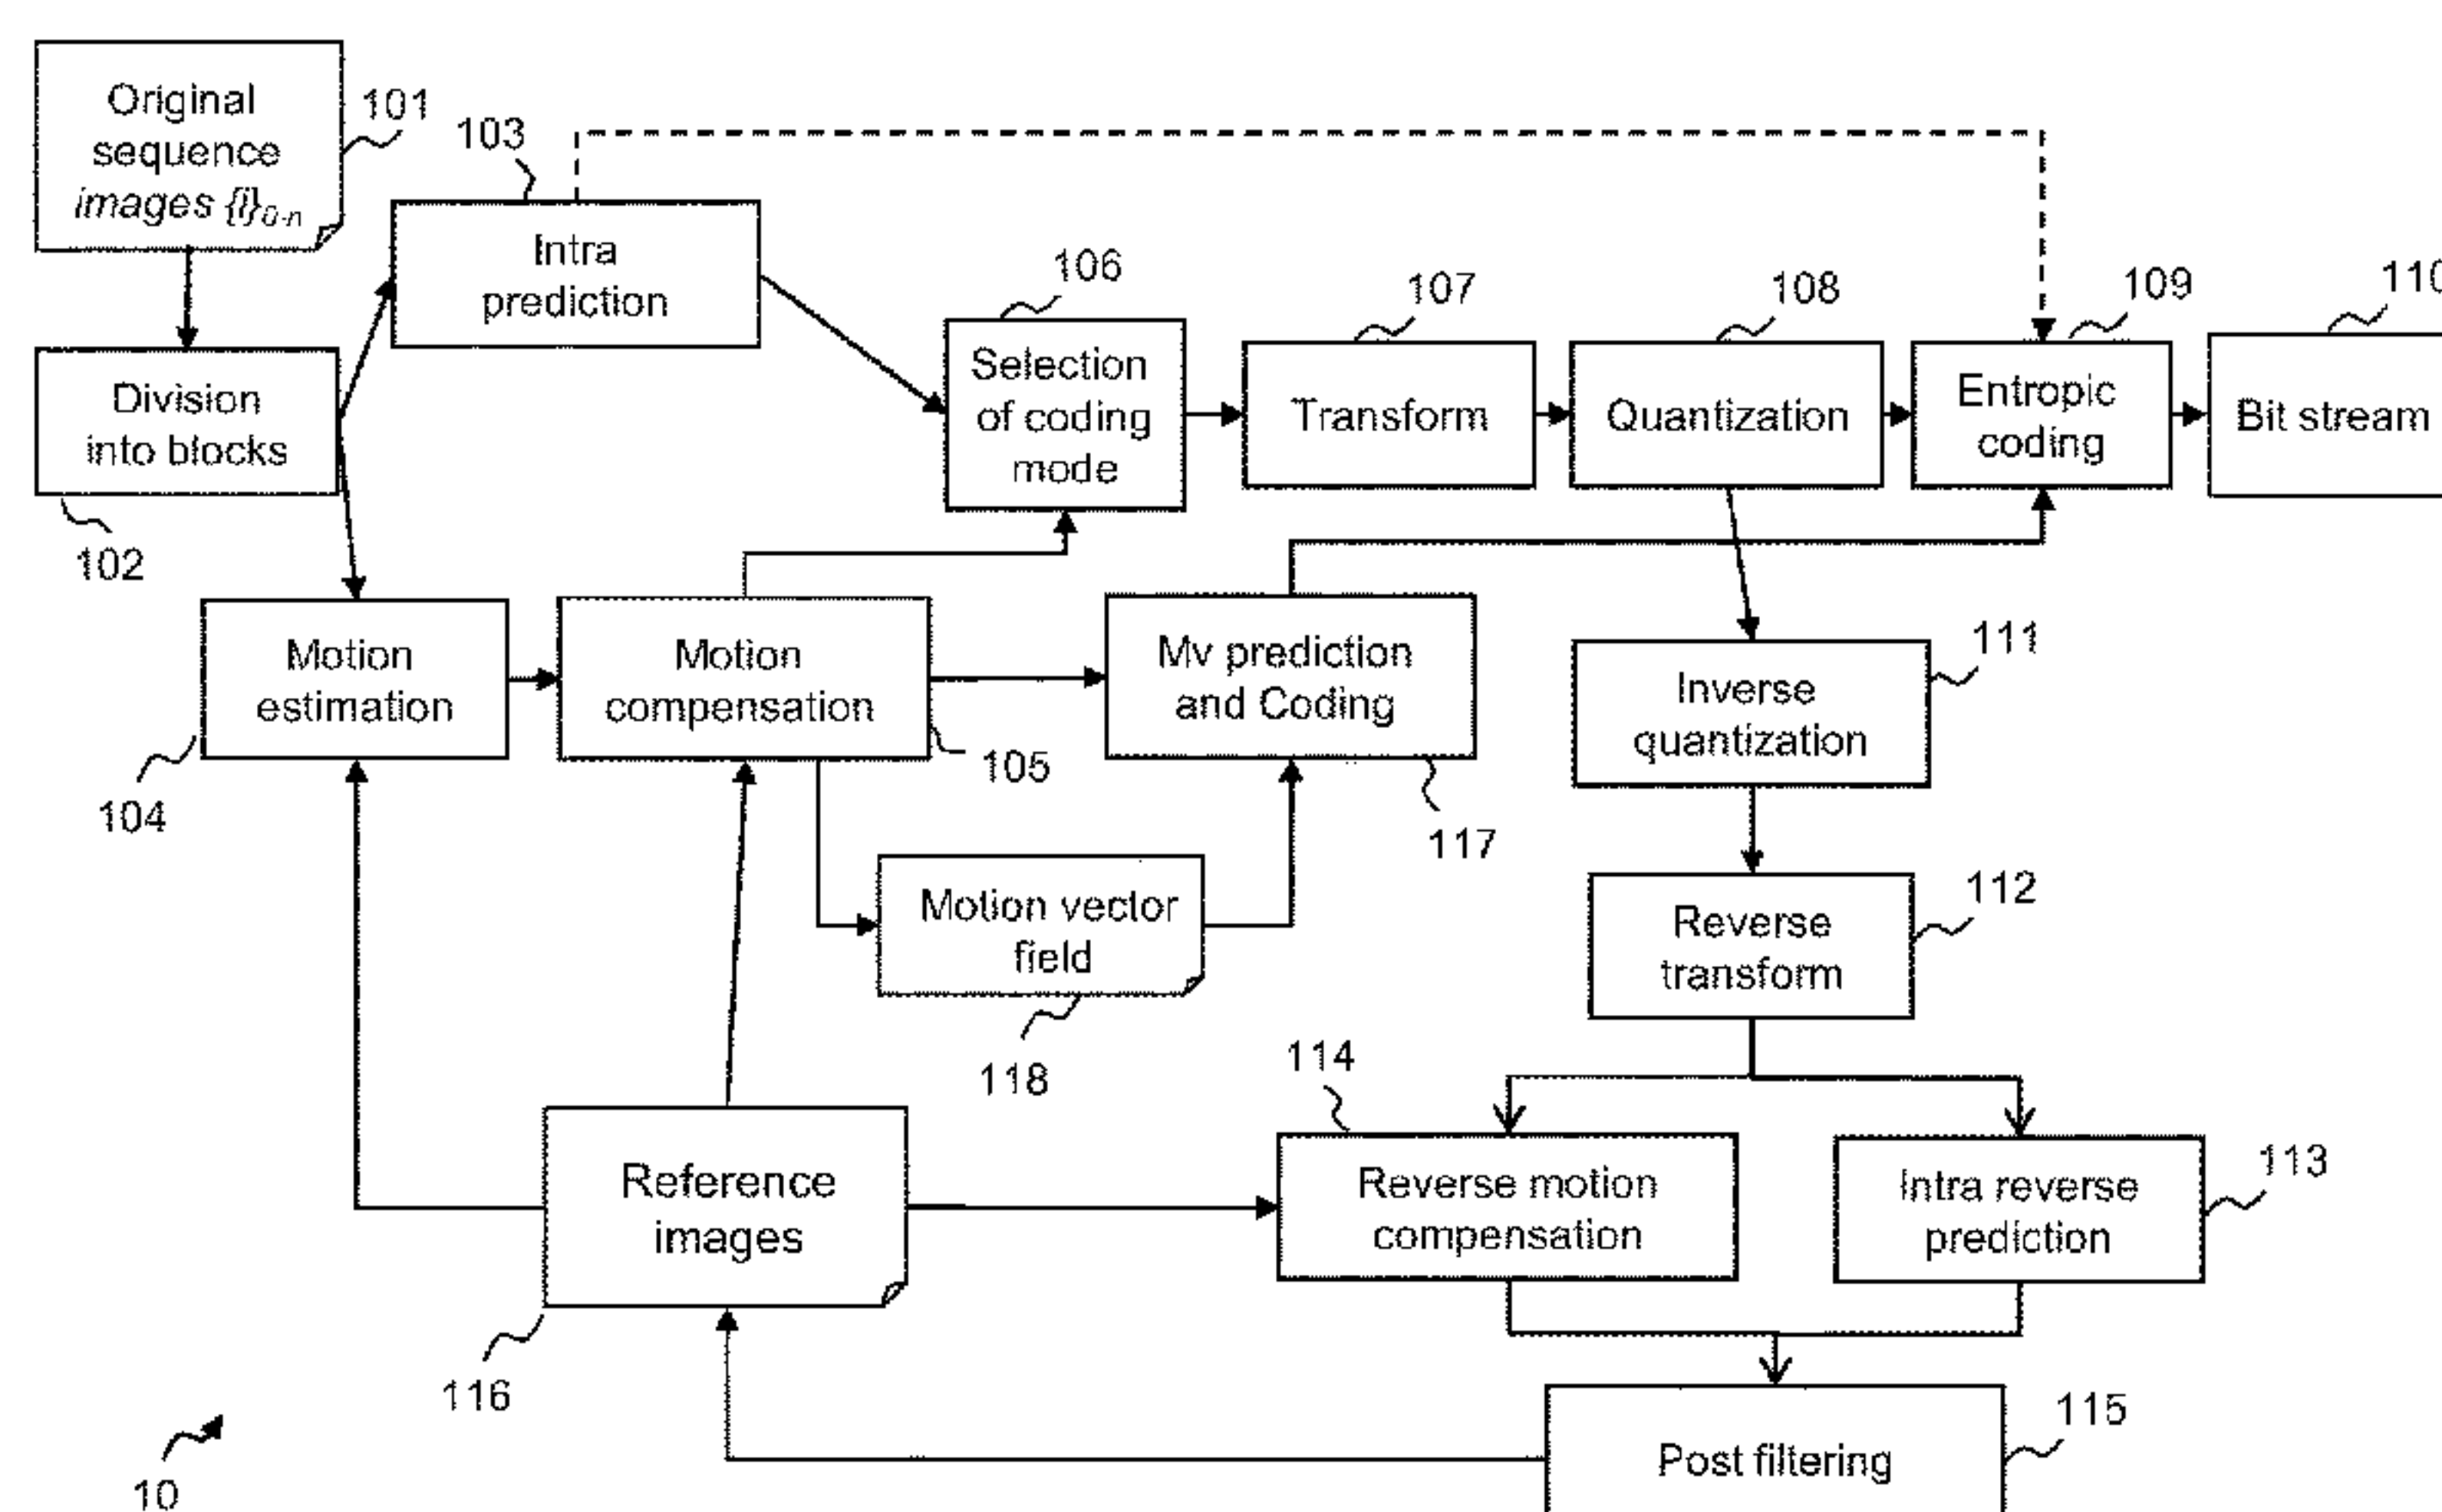 Original
sequence
images {i}0-n
101
103
Intra
prediction
106
107
108
109
110
Division
into blocks
102
Selection
of coding
mode
Transform
Quantization
Entropic
coding
Bit stream
Motion
estimation
104
Motion
compensation
105
Mv prediction
and Coding
117
Inverse
quantization
111
Motion vector
field
118
Reverse
transform
112
114
Reference
images
116
Reverse motion
compensation
Intra reverse
prediction
113
Post filtering
115
10